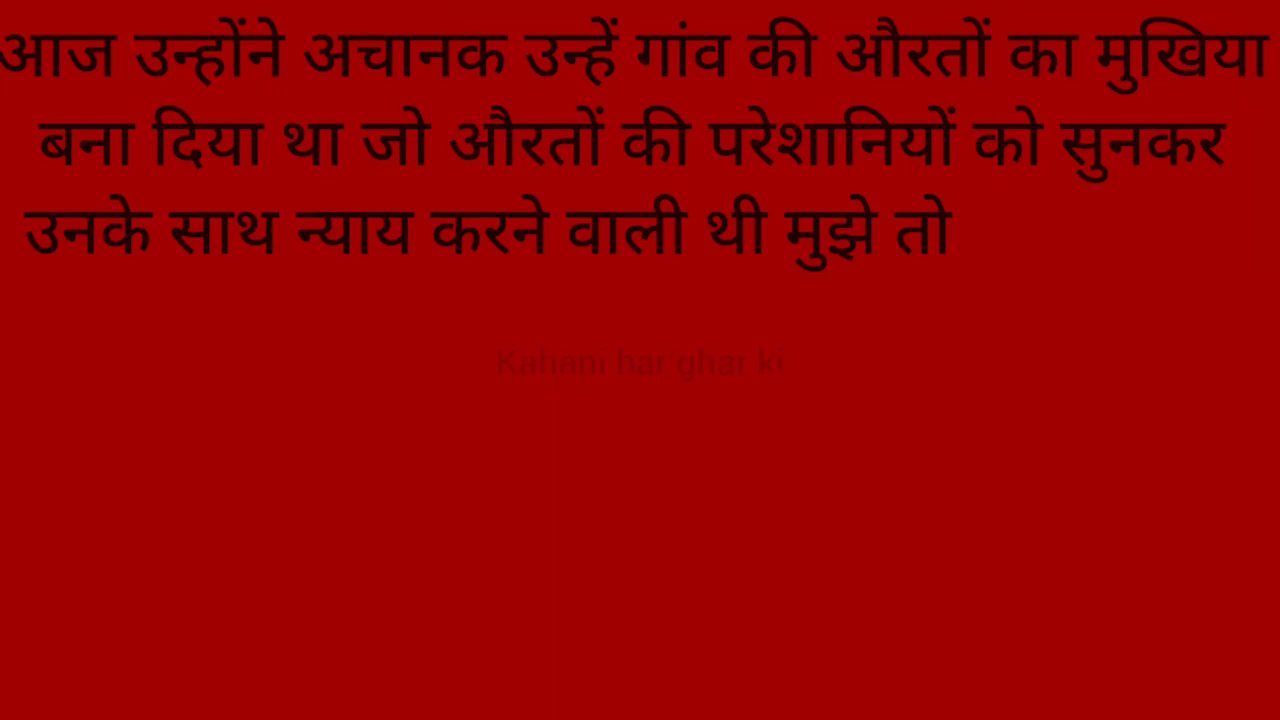 आज उन्होंने अचानक उन्हें गांव की औरतों का मुखिया
बना दिया था जो औरतों की परेशानियों को सुनकर
उनके साथ न्याय करने वाली थी मुझे तो
Kahani har ghar ki